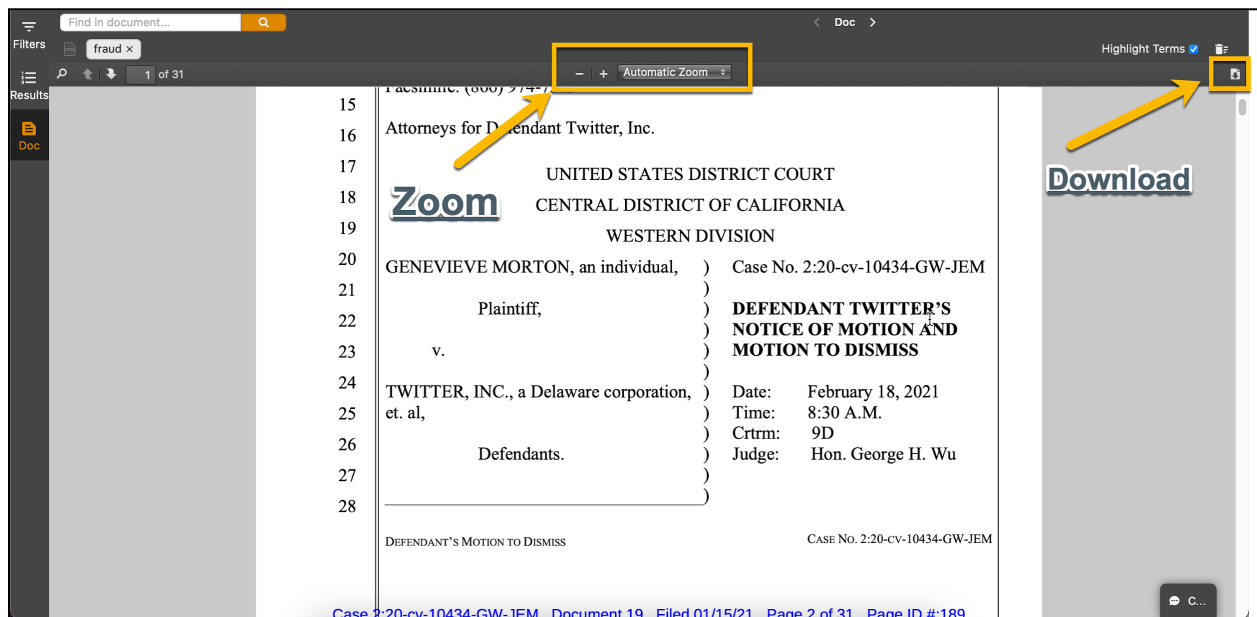 Find in document...
< Doc >
Filters
fraud ×
Highlight Terms
1 of 31
− + Automatic Zoom
Results
Doc
15
16 Attorneys for Defendant Twitter, Inc.
17 UNITED STATES DISTRICT COURT
Zoom
Download
18 CENTRAL DISTRICT OF CALIFORNIA
19 WESTERN DIVISION
20 GENEVIEVE MORTON, an individual, ) Case No. 2:20-cv-10434-GW-JEM
21 )
22 Plaintiff, ) DEFENDANT TWITTER’S
) NOTICE OF MOTION AND
23 v. ) MOTION TO DISMISS
)
24 TWITTER, INC., a Delaware corporation, ) Date: February 18, 2021
25 et. al, ) Time: 8:30 A.M.
) Crtrm: 9D
26 Defendants. ) Judge: Hon. George H. Wu
27 )
28 )
DEFENDANT’S MOTION TO DISMISS CASE NO. 2:20-CV-10434-GW-JEM
C...
Case 2:20-cv-10434-GW-JEM Document 19 Filed 01/15/21 Page 2 of 31 Page ID #:189